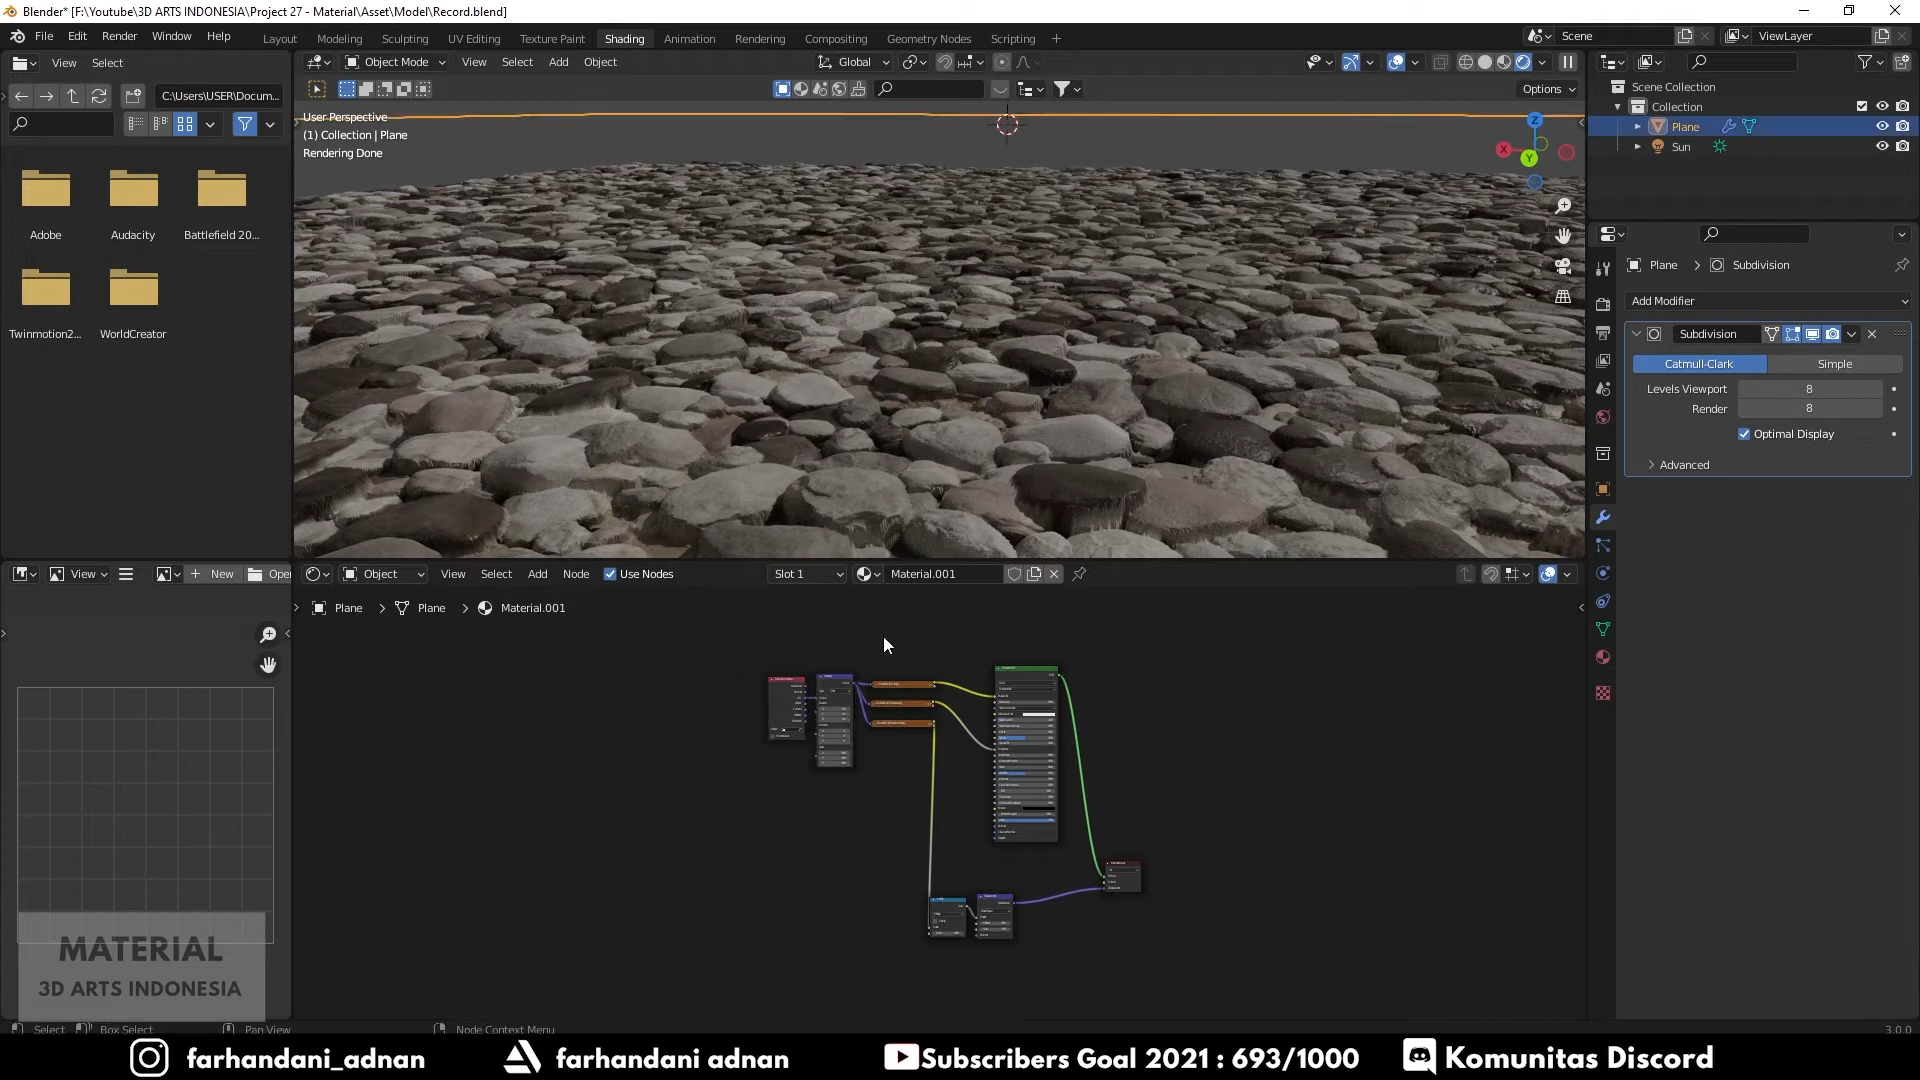 Blender* [F:\Youtube\3D ARTS INDONESIA\Project 27 - Material\Asset\Model\Record.blend]
File Edit Render Window Help
Layout Modeling Sculpting UV Editing Texture Paint Shading Animation Rendering Compositing Geometry Nodes Scripting +
Scene
ViewLayer
View Select
C:\Users\USER\Docum...
Adobe Audacity Battlefield 20...
Twinmotion2... WorldCreator
Object Mode View Select Add Object
Global
Options
User Perspective
(1) Collection | Plane
Rendering Done
Z
X
Y
Scene Collection
Collection
Plane
Sun
Plane > Subdivision
Add Modifier
Subdivision
Catmull-Clark Simple
Levels Viewport 8
Render 8
Optimal Display
Advanced
View
+ New Open
Object View Select Add Node Use Nodes Slot 1 Material.001
Plane > Plane > Material.001
MATERIAL
3D ARTS INDONESIA
Select Box Select Pan View Node Context Menu 3.0.0
farhandani_adnan farhandani adnan Subscribers Goal 2021 : 693/1000 Komunitas Discord